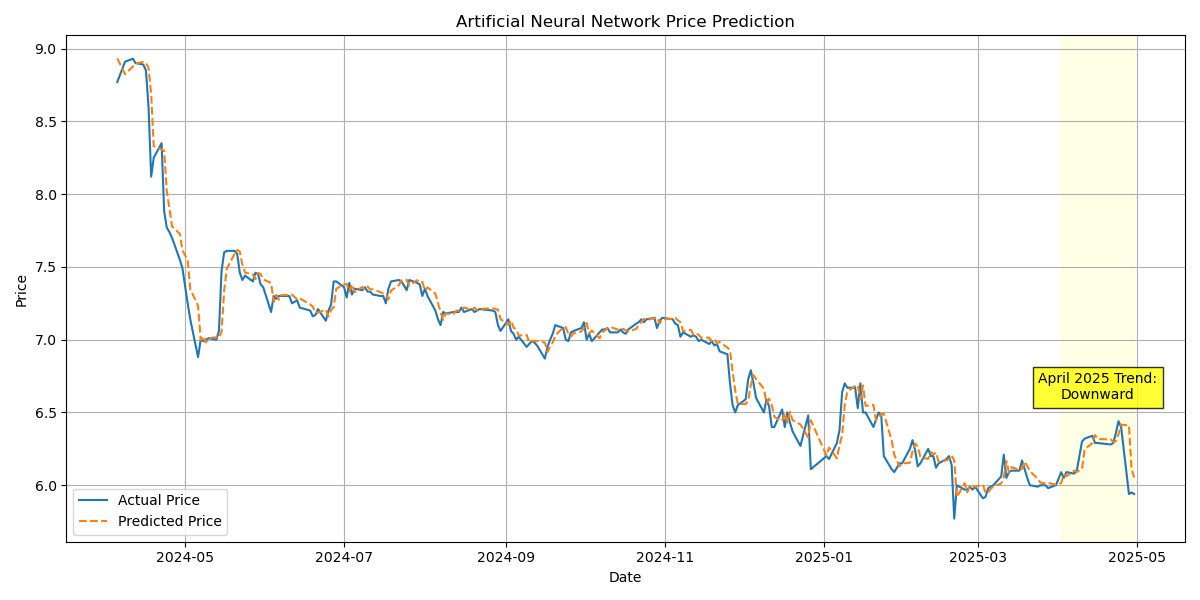 Artificial Neural Network Price Prediction
Price
9.0
8.5
8.0
7.5
7.0
6.5
6.0
April 2025 Trend:
Downward
Actual Price
Predicted Price
2024-05
2024-07
2024-09
2024-11
2025-01
2025-03
2025-05
Date